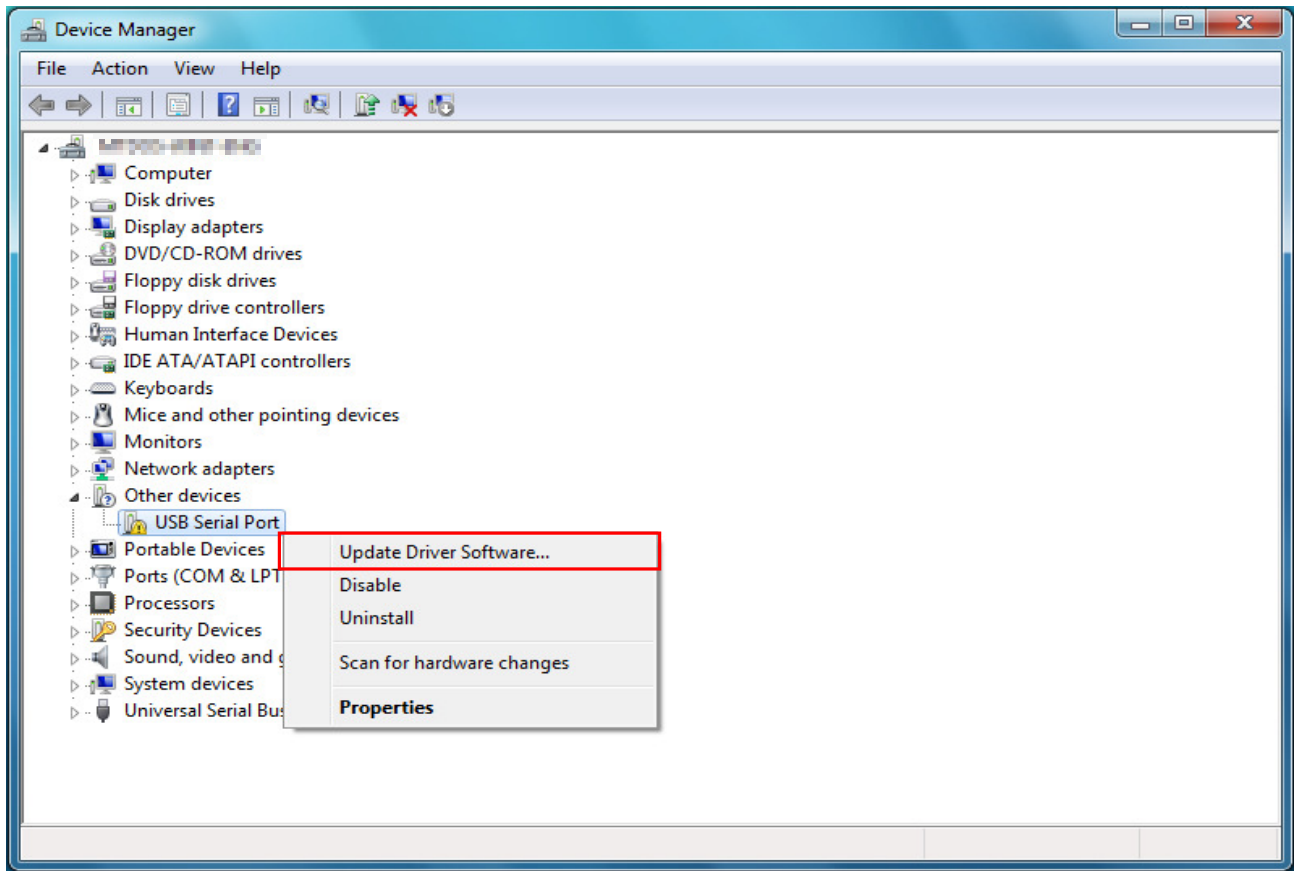 Device Manager
File Action View Help
Computer
Disk drives
Display adapters
DVD/CD-ROM drives
Floppy disk drives
Floppy drive controllers
Human Interface Devices
IDE ATA/ATAPI controllers
Keyboards
Mice and other pointing devices
Monitors
Network adapters
Other devices
USB Serial Port
Portable Devices
Ports (COM & LPT
Processors
Security Devices
Sound, video and
System devices
Universal Serial
Update Driver Software...
Disable
Uninstall
Scan for hardware changes
Properties